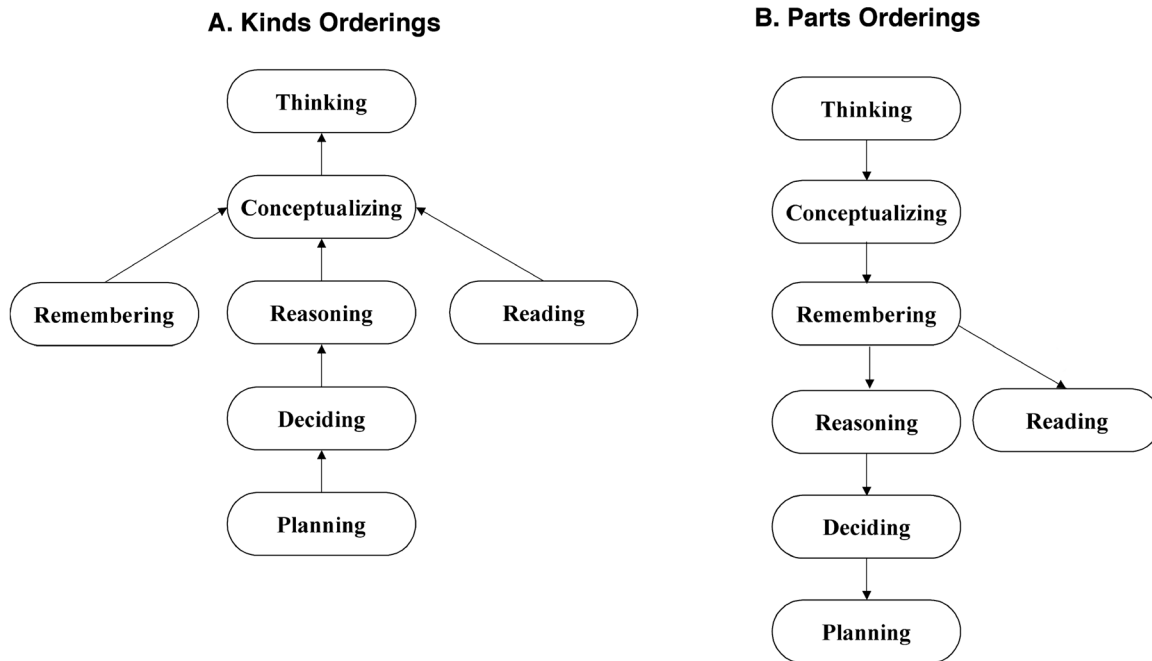 A. Kinds Orderings
Thinking
Conceptualizing
Remembering
Reasoning
Reading
Deciding
Planning
B. Parts Orderings
Thinking
Conceptualizing
Remembering
Reasoning
Reading
Deciding
Planning